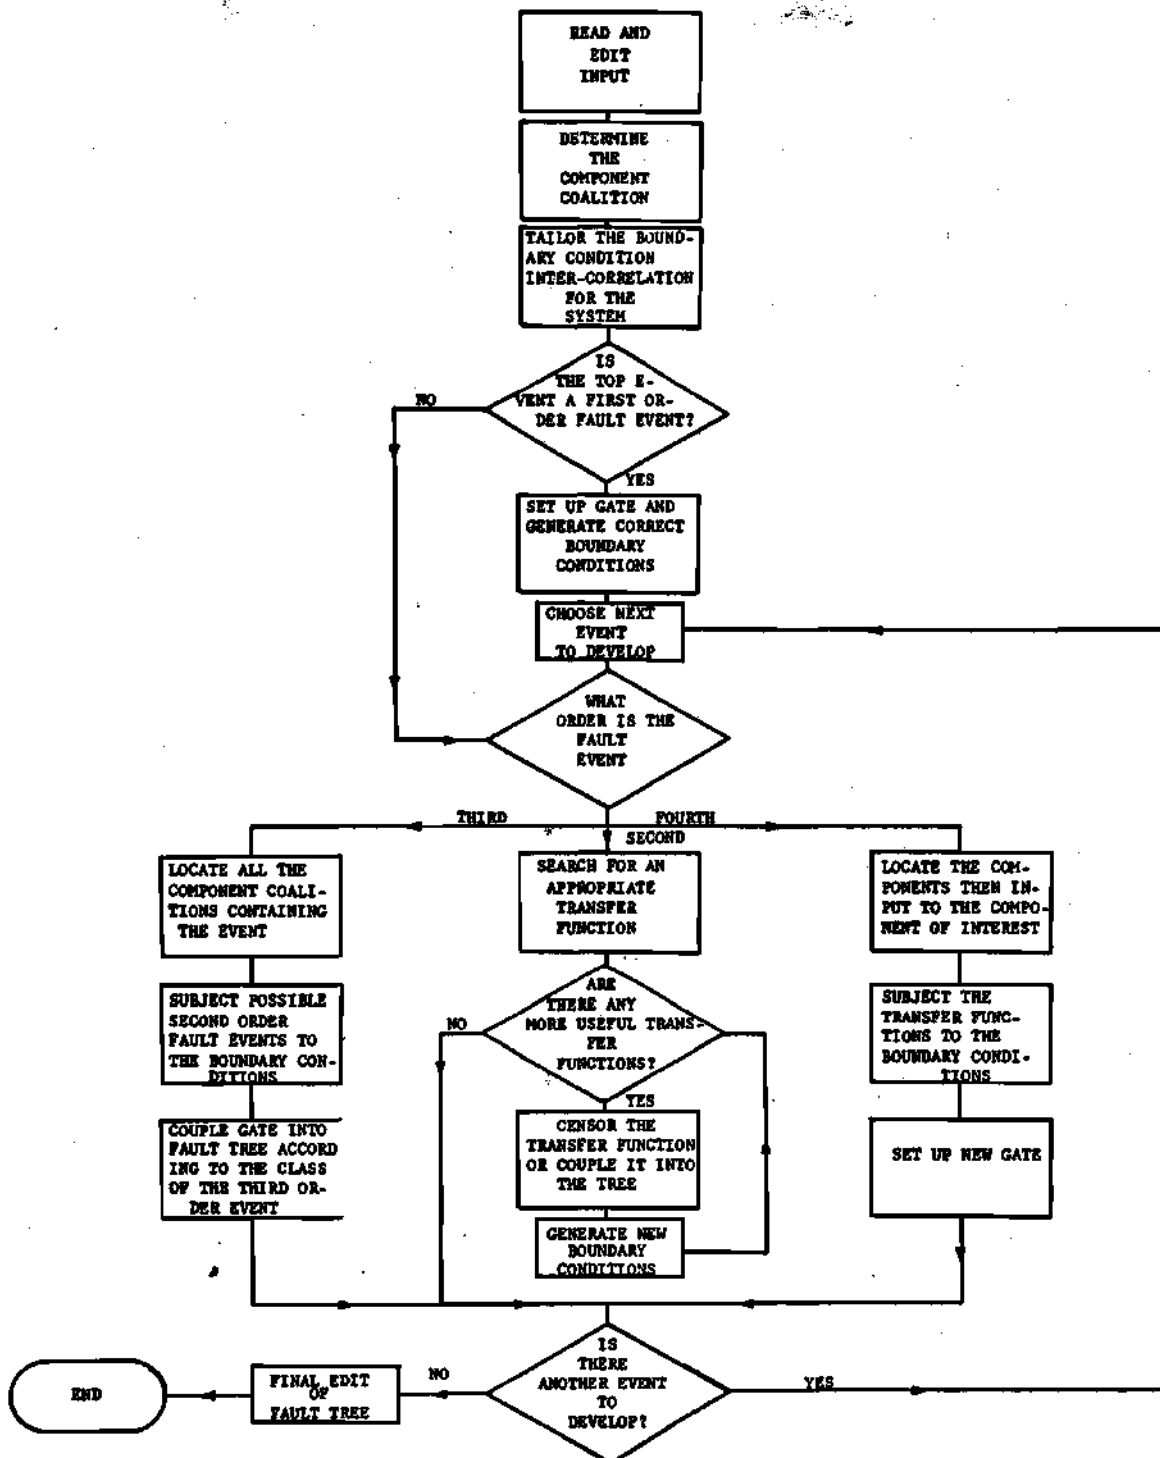 READ AND
EDIT
INPUT
DETERMINE
THE
COMPONENT
COALITION
TAILOR THE BOUND-
ARY CONDITION
INTER-CORRELATION
FOR THE
SYSTEM
IS
THE TOP E-
VENT A FIRST OR-
DER FAULT EVENT?
NO
YES
SET UP GATE AND
GENERATE CORRECT
BOUNDARY
CONDITIONS
CHOOSE NEXT
EVENT
TO DEVELOP
WHAT
ORDER IS THE
FAULT
EVENT
THIRD
FOURTH
SECOND
LOCATE ALL THE
COMPONENT COALI-
TIONS CONTAINING
THE EVENT
SEARCH FOR AN
APPROPRIATE
TRANSFER
FUNCTION
LOCATE THE COM-
PONENTS THEN IN-
PUT TO THE COMPO-
NENT OF INTEREST
SUBJECT POSSIBLE
SECOND ORDER
FAULT EVENTS TO
THE BOUNDARY CON-
DITIONS
ARE
THERE ANY
MORE USEFUL TRANS-
FER
FUNCTIONS?
NO
YES
SUBJECT THE
TRANSFER FUNC-
TIONS TO THE
BOUNDARY CONDI-
TIONS
COUPLE GATE INTO
FAULT TREE ACCORD
ING TO THE CLASS
OF THE THIRD OR-
DER EVENT
CENSOR THE
TRANSFER FUNCTION
OR COUPLE IT INTO
THE TREE
SET UP NEW GATE
GENERATE NEW
BOUNDARY
CONDITIONS
IS
THERE
ANOTHER EVENT
TO
DEVELOP?
NO
YES
FINAL EDIT
OF
FAULT TREE
END